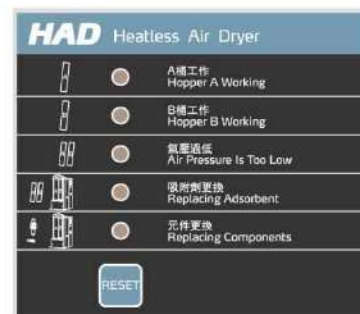 HAD Heatless Air Dryer
A桶工作
Hopper A Working
B桶工作
Hopper B Working
氣壓過低
Air Pressure Is Too Low
吸附劑更換
Replacing Adsorbent
元件更換
Replacing Components
RESET